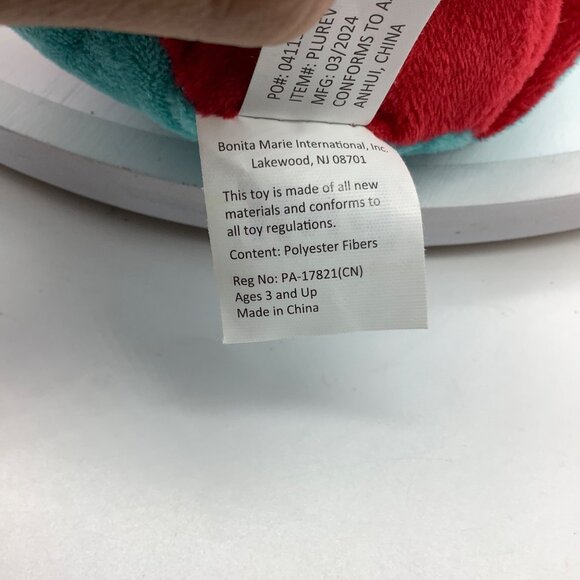 PO#: 0411
ITEM#: PLUREV
MFG: 03/2024
CONFORMS TO
ANHUI, CHINA
Bonita Marie International, Inc.
Lakewood, NJ 08701
This toy is made of all new
materials and conforms to
all toy regulations.
Content: Polyester Fibers
Reg No: PA-17821(CN)
Ages 3 and Up
Made in China